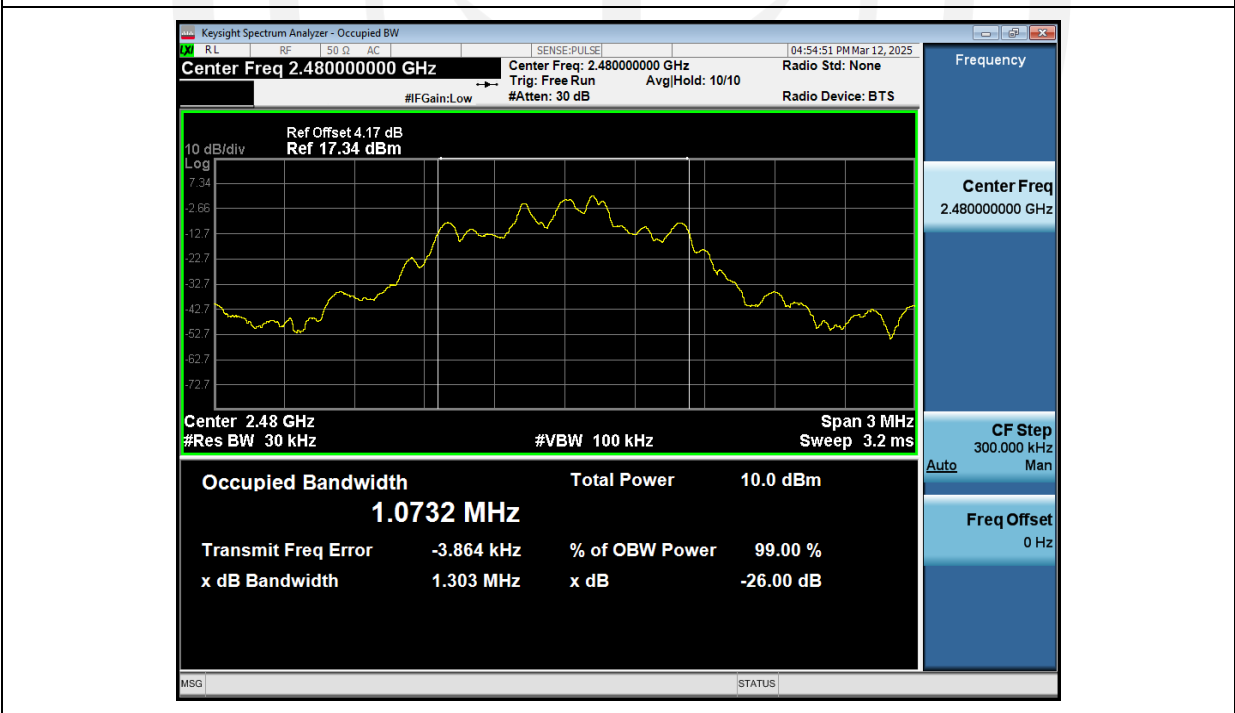 Keysight Spectrum Analyzer - Occupied BW
LXI RL RF 50 Ω AC SENSE:PULSE 04:54:51 PM Mar 12, 2025
Center Freq 2.480000000 GHz
Center Freq: 2.480000000 GHz
Radio Std: None
Trig: Free Run Avg|Hold: 10/10
#IFGain:Low
#Atten: 30 dB
Radio Device: BTS
Frequency
Ref Offset 4.17 dB
10 dB/div Ref 17.34 dBm
Log
7.34
-2.66
-12.7
-22.7
-32.7
-42.7
-52.7
-62.7
-72.7
Center 2.48 GHz Span 3 MHz
#Res BW 30 kHz #VBW 100 kHz Sweep 3.2 ms
Occupied Bandwidth Total Power 10.0 dBm
1.0732 MHz
Transmit Freq Error -3.864 kHz % of OBW Power 99.00 %
x dB Bandwidth 1.303 MHz x dB -26.00 dB
Center Freq
2.480000000 GHz
CF Step
300.000 kHz
Auto Man
Freq Offset
0 Hz
MSG STATUS